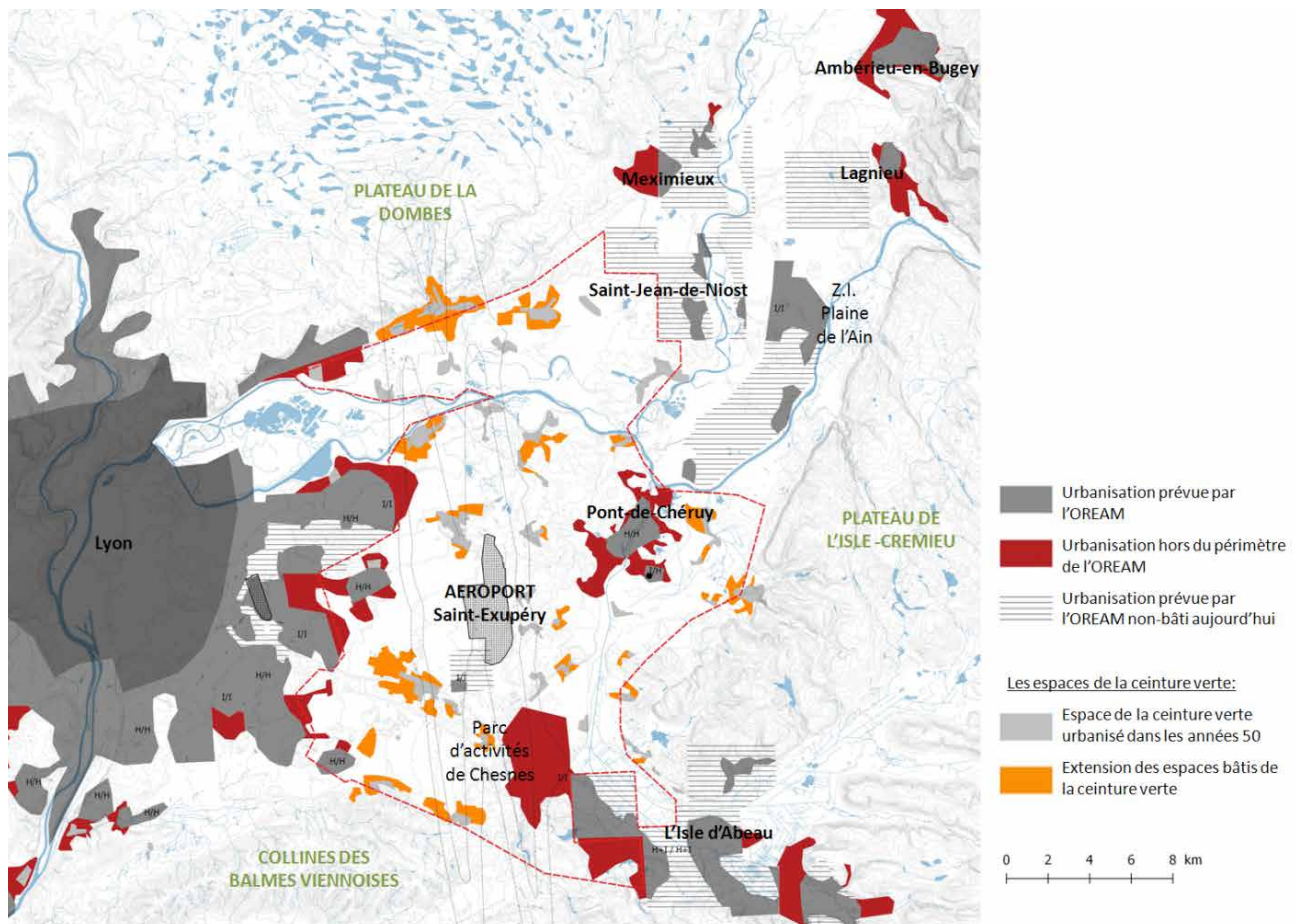 Ambérieu-en-Bugey
Meximieux
Lagnieu
PLATEAU DE LA
DOMBES
Saint-Jean-de-Niost
I/I
Z.I.
Plaine
de l'Ain
Lyon
I/I
H/H
Pont-de-Chéruy
H/H
PLATEAU DE
L'ISLE -CREMIEU
H/H
I/H
AEROPORT
Saint-Exupéry
I/I
H/H
I/I
I/I
H/H
Parc
d'activités
de Chesnes
I/I
H/H
H/H
H/H
H/H
L'Isle d'Abeau
H+I / H+I
COLLINES DES
BALMES VIENNOISES
Urbanisation prévue par
l'OREAM
Urbanisation hors du périmètre
de l'OREAM
Urbanisation prévue par
l'OREAM non-bâti aujourd'hui
Les espaces de la ceinture verte:
Espace de la ceinture verte
urbanisé dans les années 50
Extension des espaces bâtis de
la ceinture verte
0 2 4 6 8 km